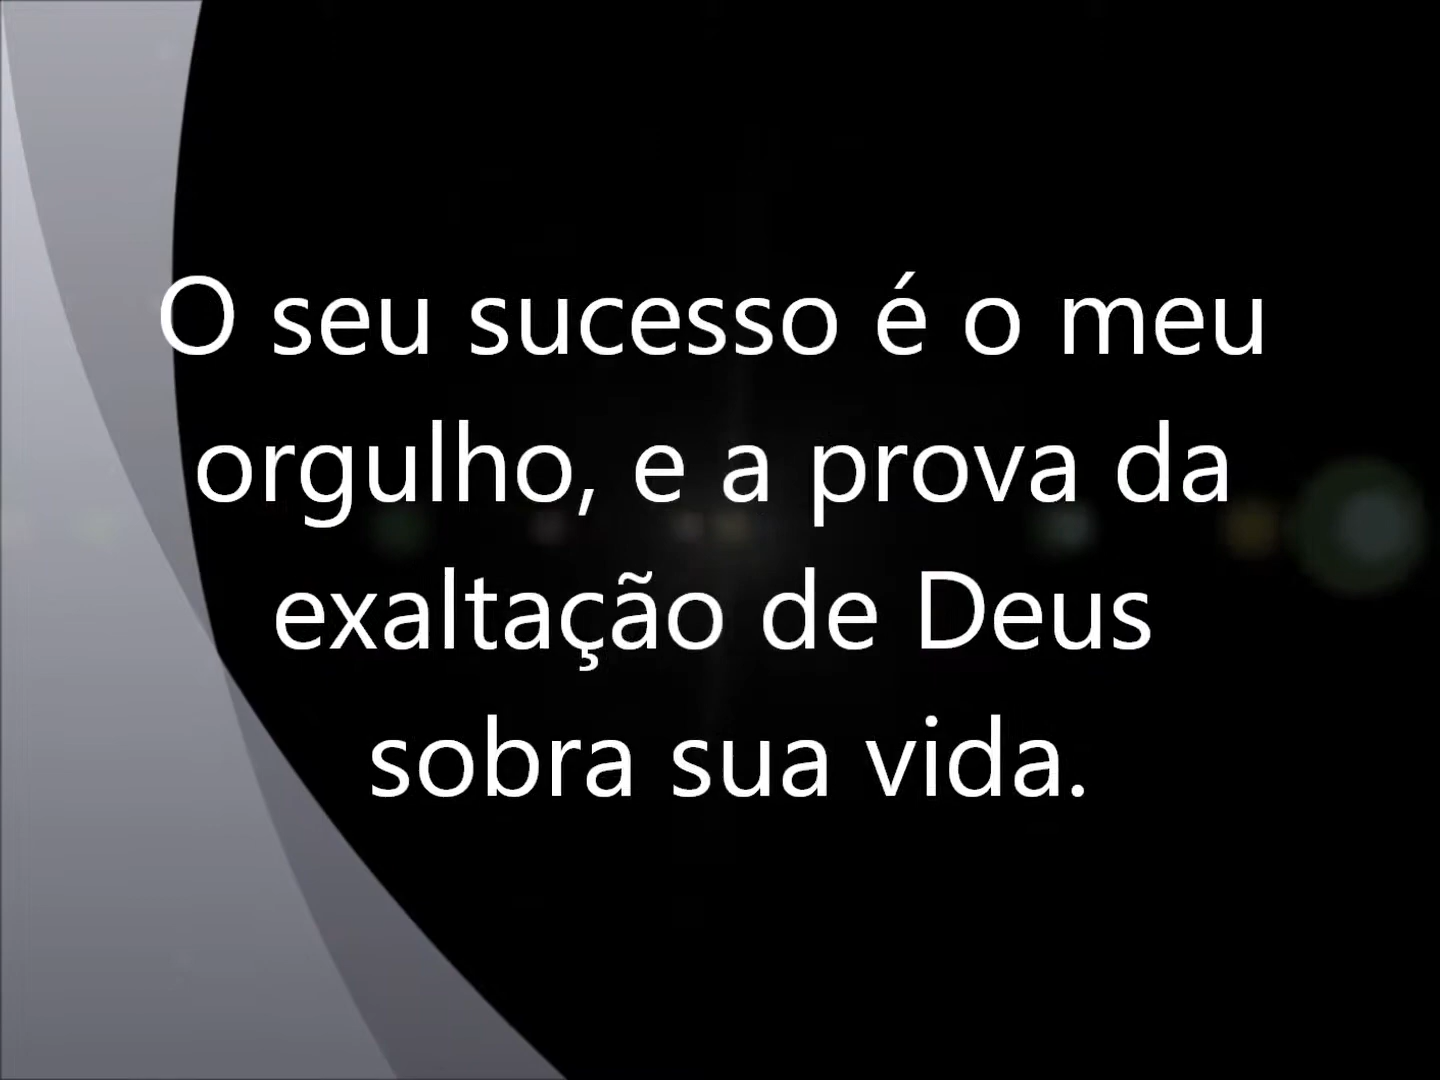 O seu sucesso é o meu
orgulho, e a prova da
exaltação de Deus
sobra sua vida.